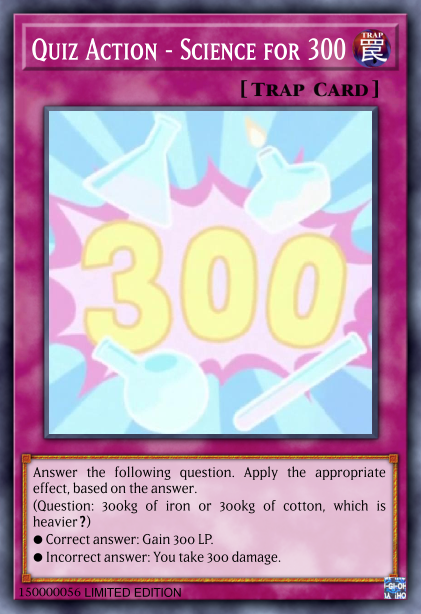 Quiz Action - Science for 300
TRAP
罠
[Trap Card]
300
Answer the following question. Apply the appropriate
effect, based on the answer.
(Question: 300kg of iron or 300kg of cotton, which is
heavier?)
● Correct answer: Gain 300 LP.
● Incorrect answer: You take 300 damage.
150000056 LIMITED EDITION